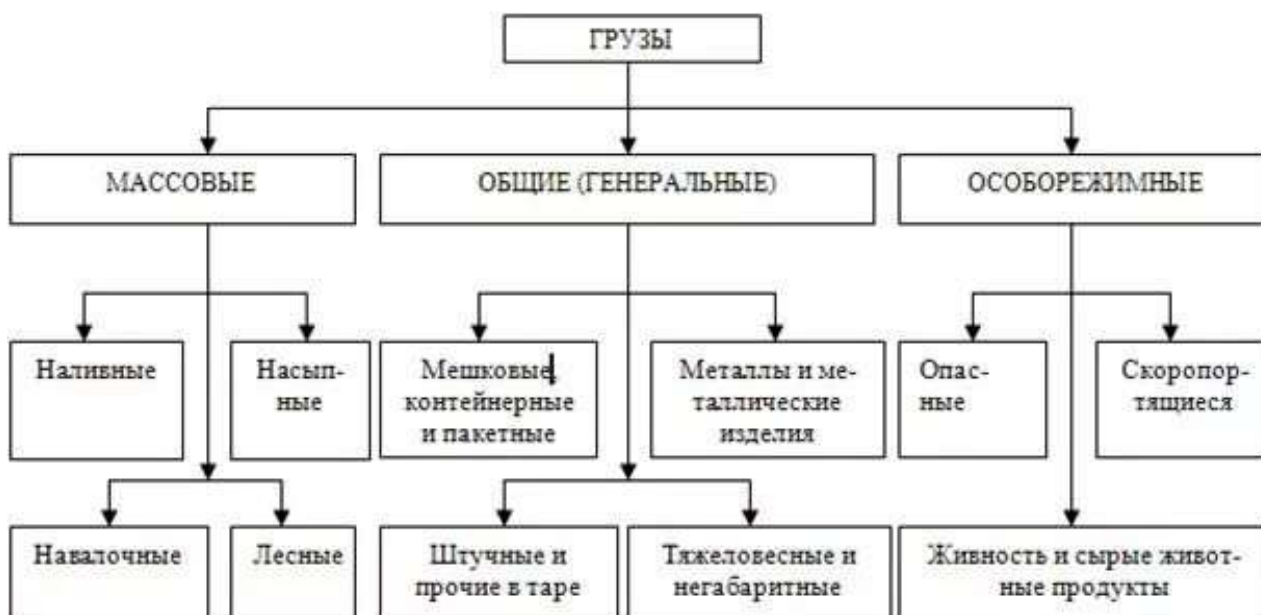 ГРУЗЫ
МАССОВЫЕ
ОБЩИЕ (ГЕНЕРАЛЬНЫЕ)
ОСОБОРЕЖИМНЫЕ
Наливные
Насып-
ные
Мешковые,
контейнерные
и пакетные
Металлы и ме-
таллические
изделия
Опас-
ные
Скоропор-
тящиеся
Навалочные
Лесные
Штучные и
прочие в таре
Тяжеловесные и
негабаритные
Живность и сырые живот-
ные продукты